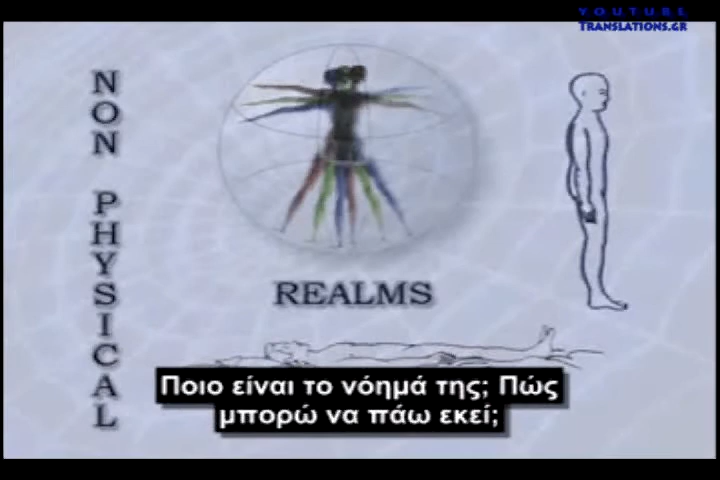 YOUTUBE
TRANSLATIONS.GR
NON PHYSICAL
REALMS
Ποιο είναι το νόημά της; Πώς
μπορώ να πάω εκεί;